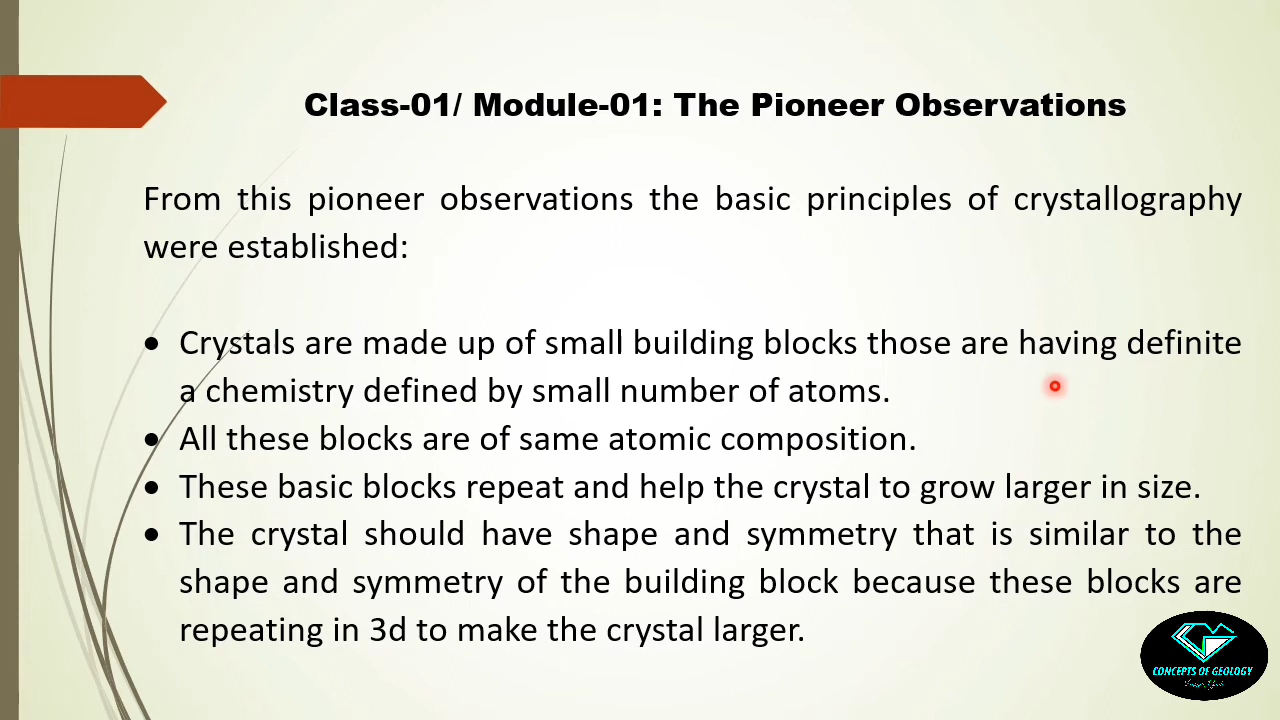 Class-01/ Module-01: The Pioneer Observations
From this pioneer observations the basic principles of crystallography
were established:
• Crystals are made up of small building blocks those are having definite
a chemistry defined by small number of atoms.
• All these blocks are of same atomic composition.
• These basic blocks repeat and help the crystal to grow larger in size.
• The crystal should have shape and symmetry that is similar to the
shape and symmetry of the building block because these blocks are
repeating in 3d to make the crystal larger.
CONCEPTS OF GEOLOGY